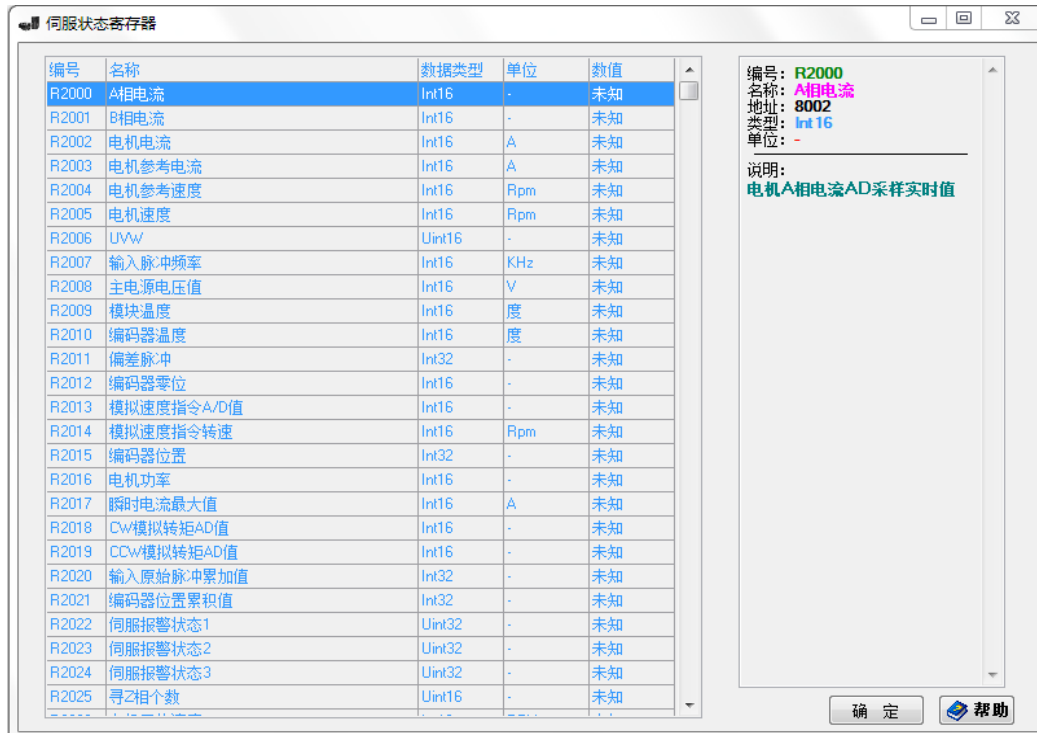 伺服状态寄存器
编号 名称 数据类型 单位 数值
R2000 A相电流 Int16 - 未知
R2001 B相电流 Int16 - 未知
R2002 电机电流 Int16 A 未知
R2003 电机参考电流 Int16 A 未知
R2004 电机参考速度 Int16 Rpm 未知
R2005 电机速度 Int16 Rpm 未知
R2006 UVW Uint16 - 未知
R2007 输入脉冲频率 Int16 KHz 未知
R2008 主电源电压值 Int16 V 未知
R2009 模块温度 Int16 度 未知
R2010 编码器温度 Int16 度 未知
R2011 偏差脉冲 Int32 - 未知
R2012 编码器零位 Int16 - 未知
R2013 模拟速度指令A/D值 Int16 - 未知
R2014 模拟速度指令转速 Int16 Rpm 未知
R2015 编码器位置 Int32 - 未知
R2016 电机功率 Int16 - 未知
R2017 瞬时电流最大值 Int16 A 未知
R2018 CW模拟转矩AD值 Int16 - 未知
R2019 CCW模拟转矩AD值 Int16 - 未知
R2020 输入原始脉冲累加值 Int32 - 未知
R2021 编码器位置累积值 Int32 - 未知
R2022 伺服报警状态1 Uint32 - 未知
R2023 伺服报警状态2 Uint32 - 未知
R2024 伺服报警状态3 Uint32 - 未知
R2025 寻Z相个数 Uint16 - 未知
编号: R2000
名称: A相电流
地址: 8002
类型: Int16
单位: -
说明:
电机A相电流AD采样实时值
确 定
帮助